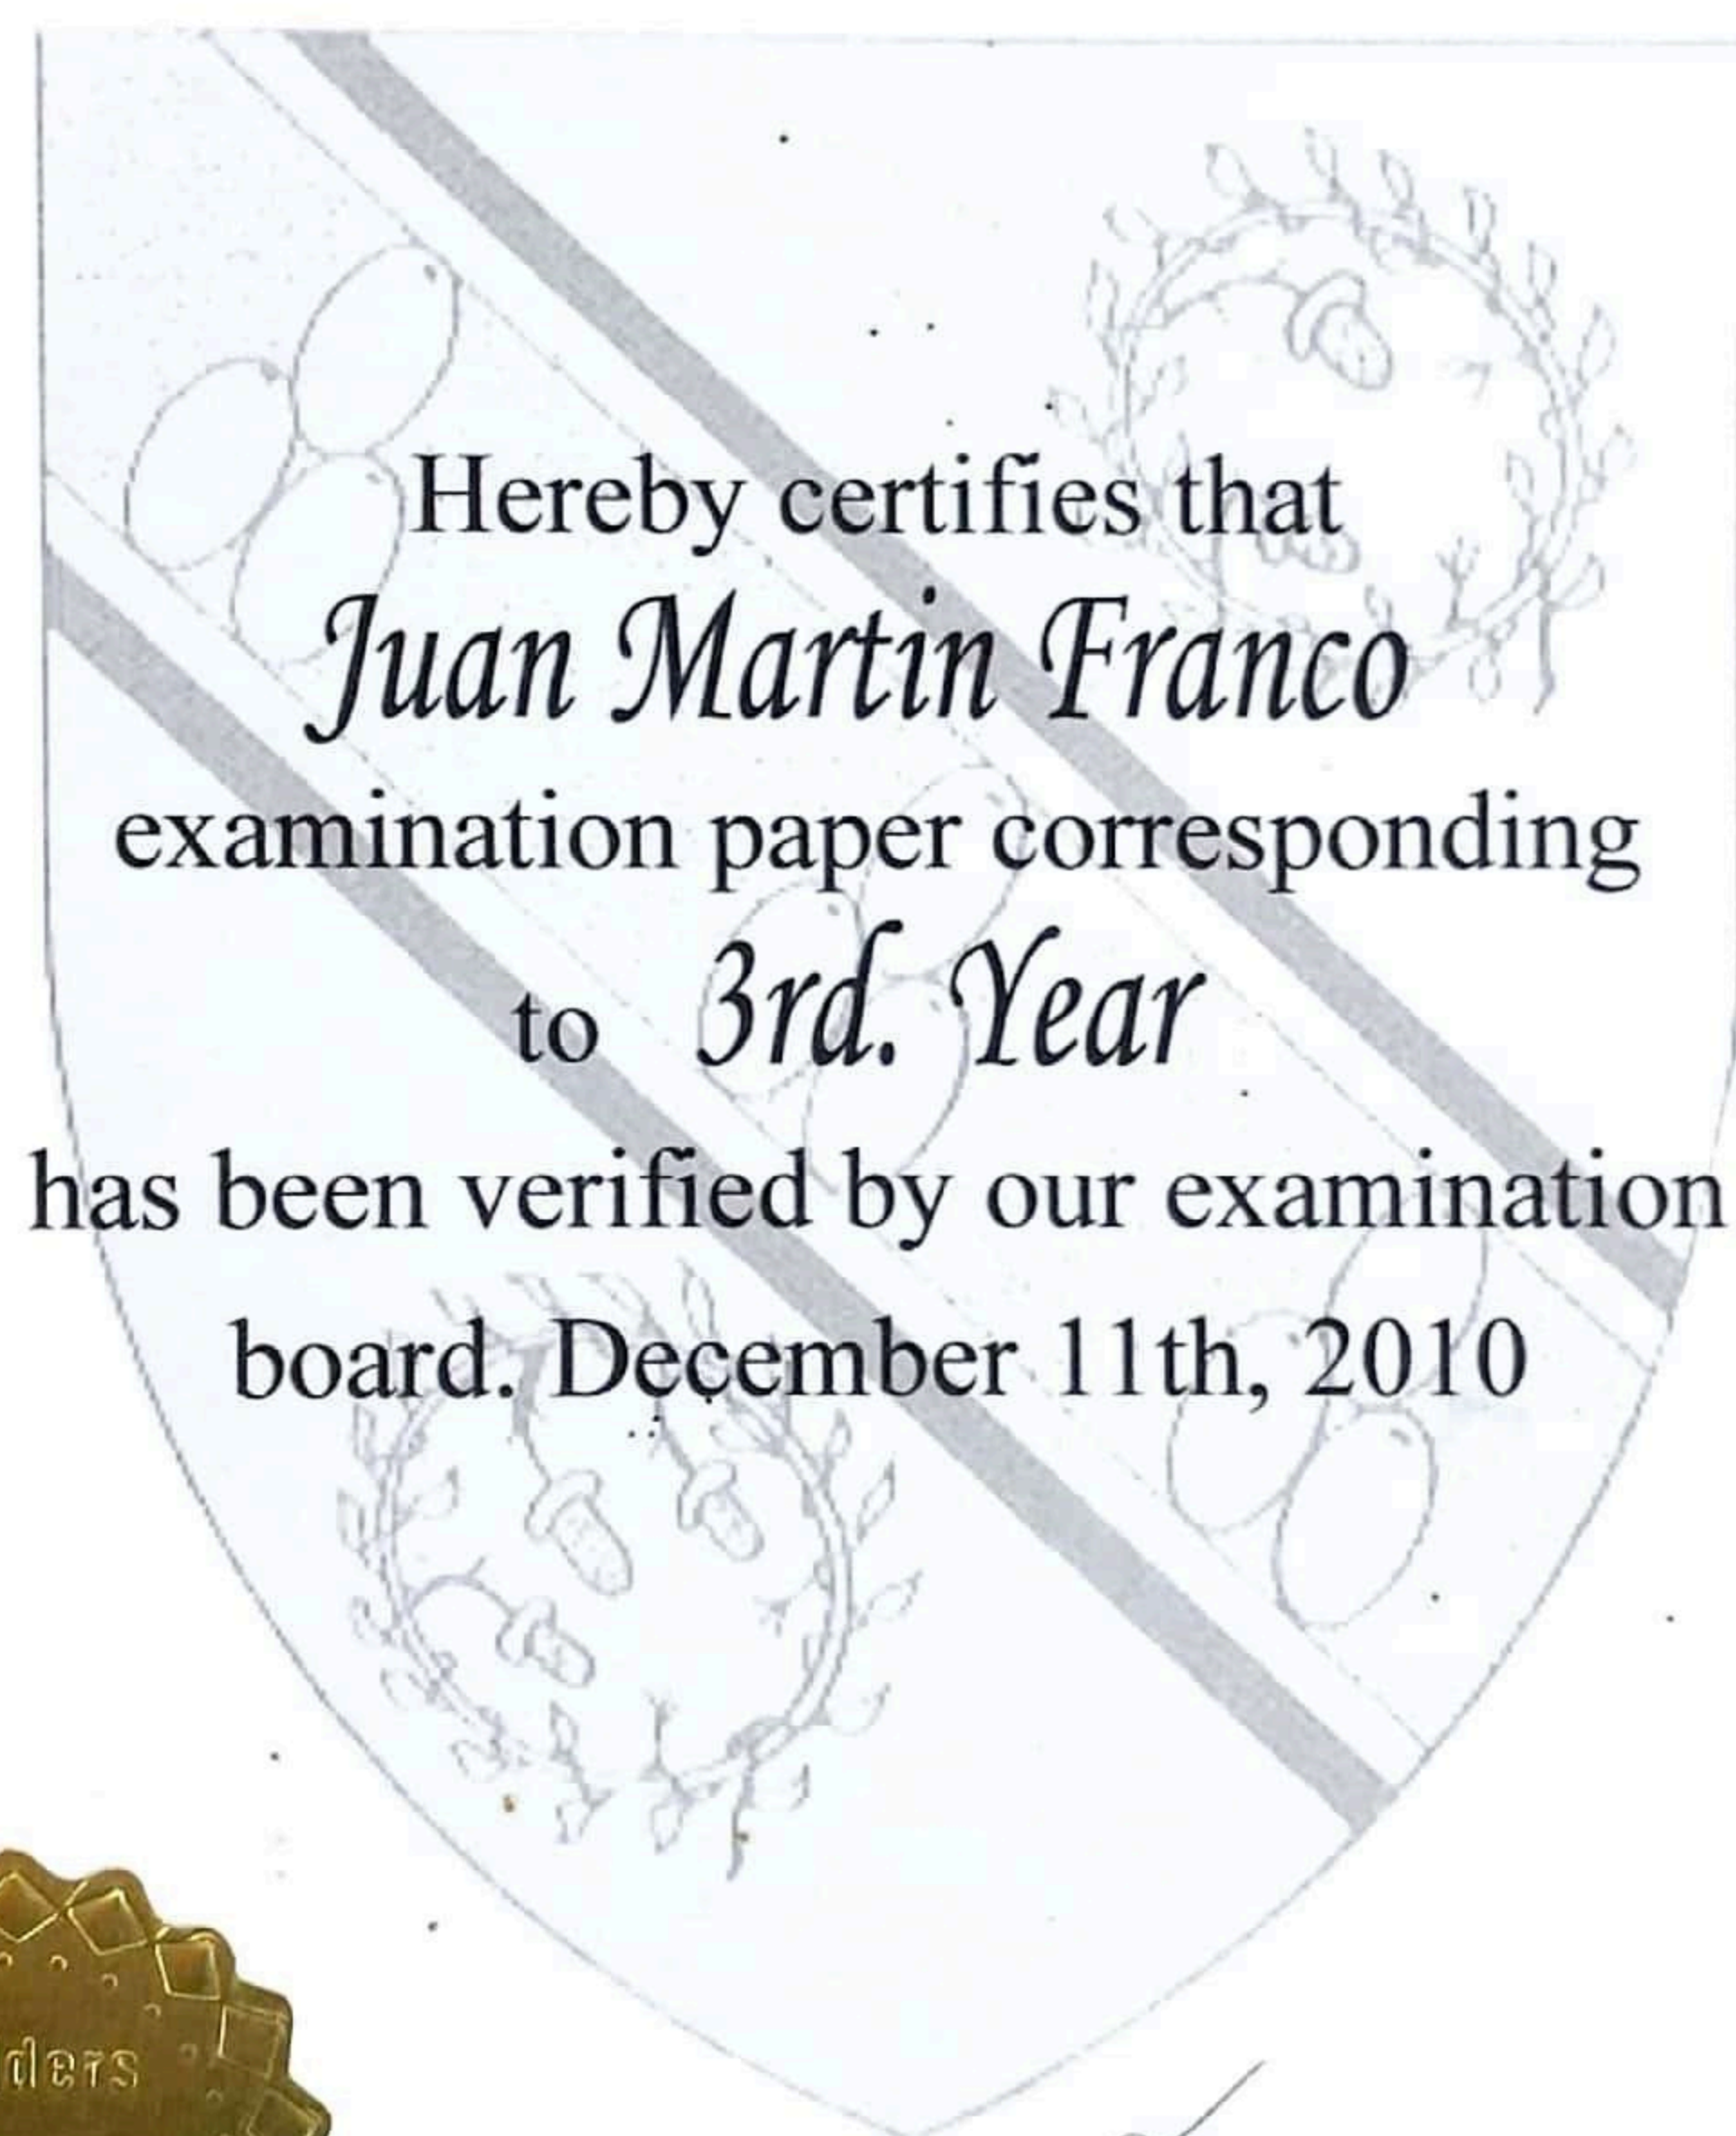 Hereby certifies that
Juan Martin Franco
examination paper corresponding
to 3rd. Year
has been verified by our examination
board. December 11th, 2010
ders